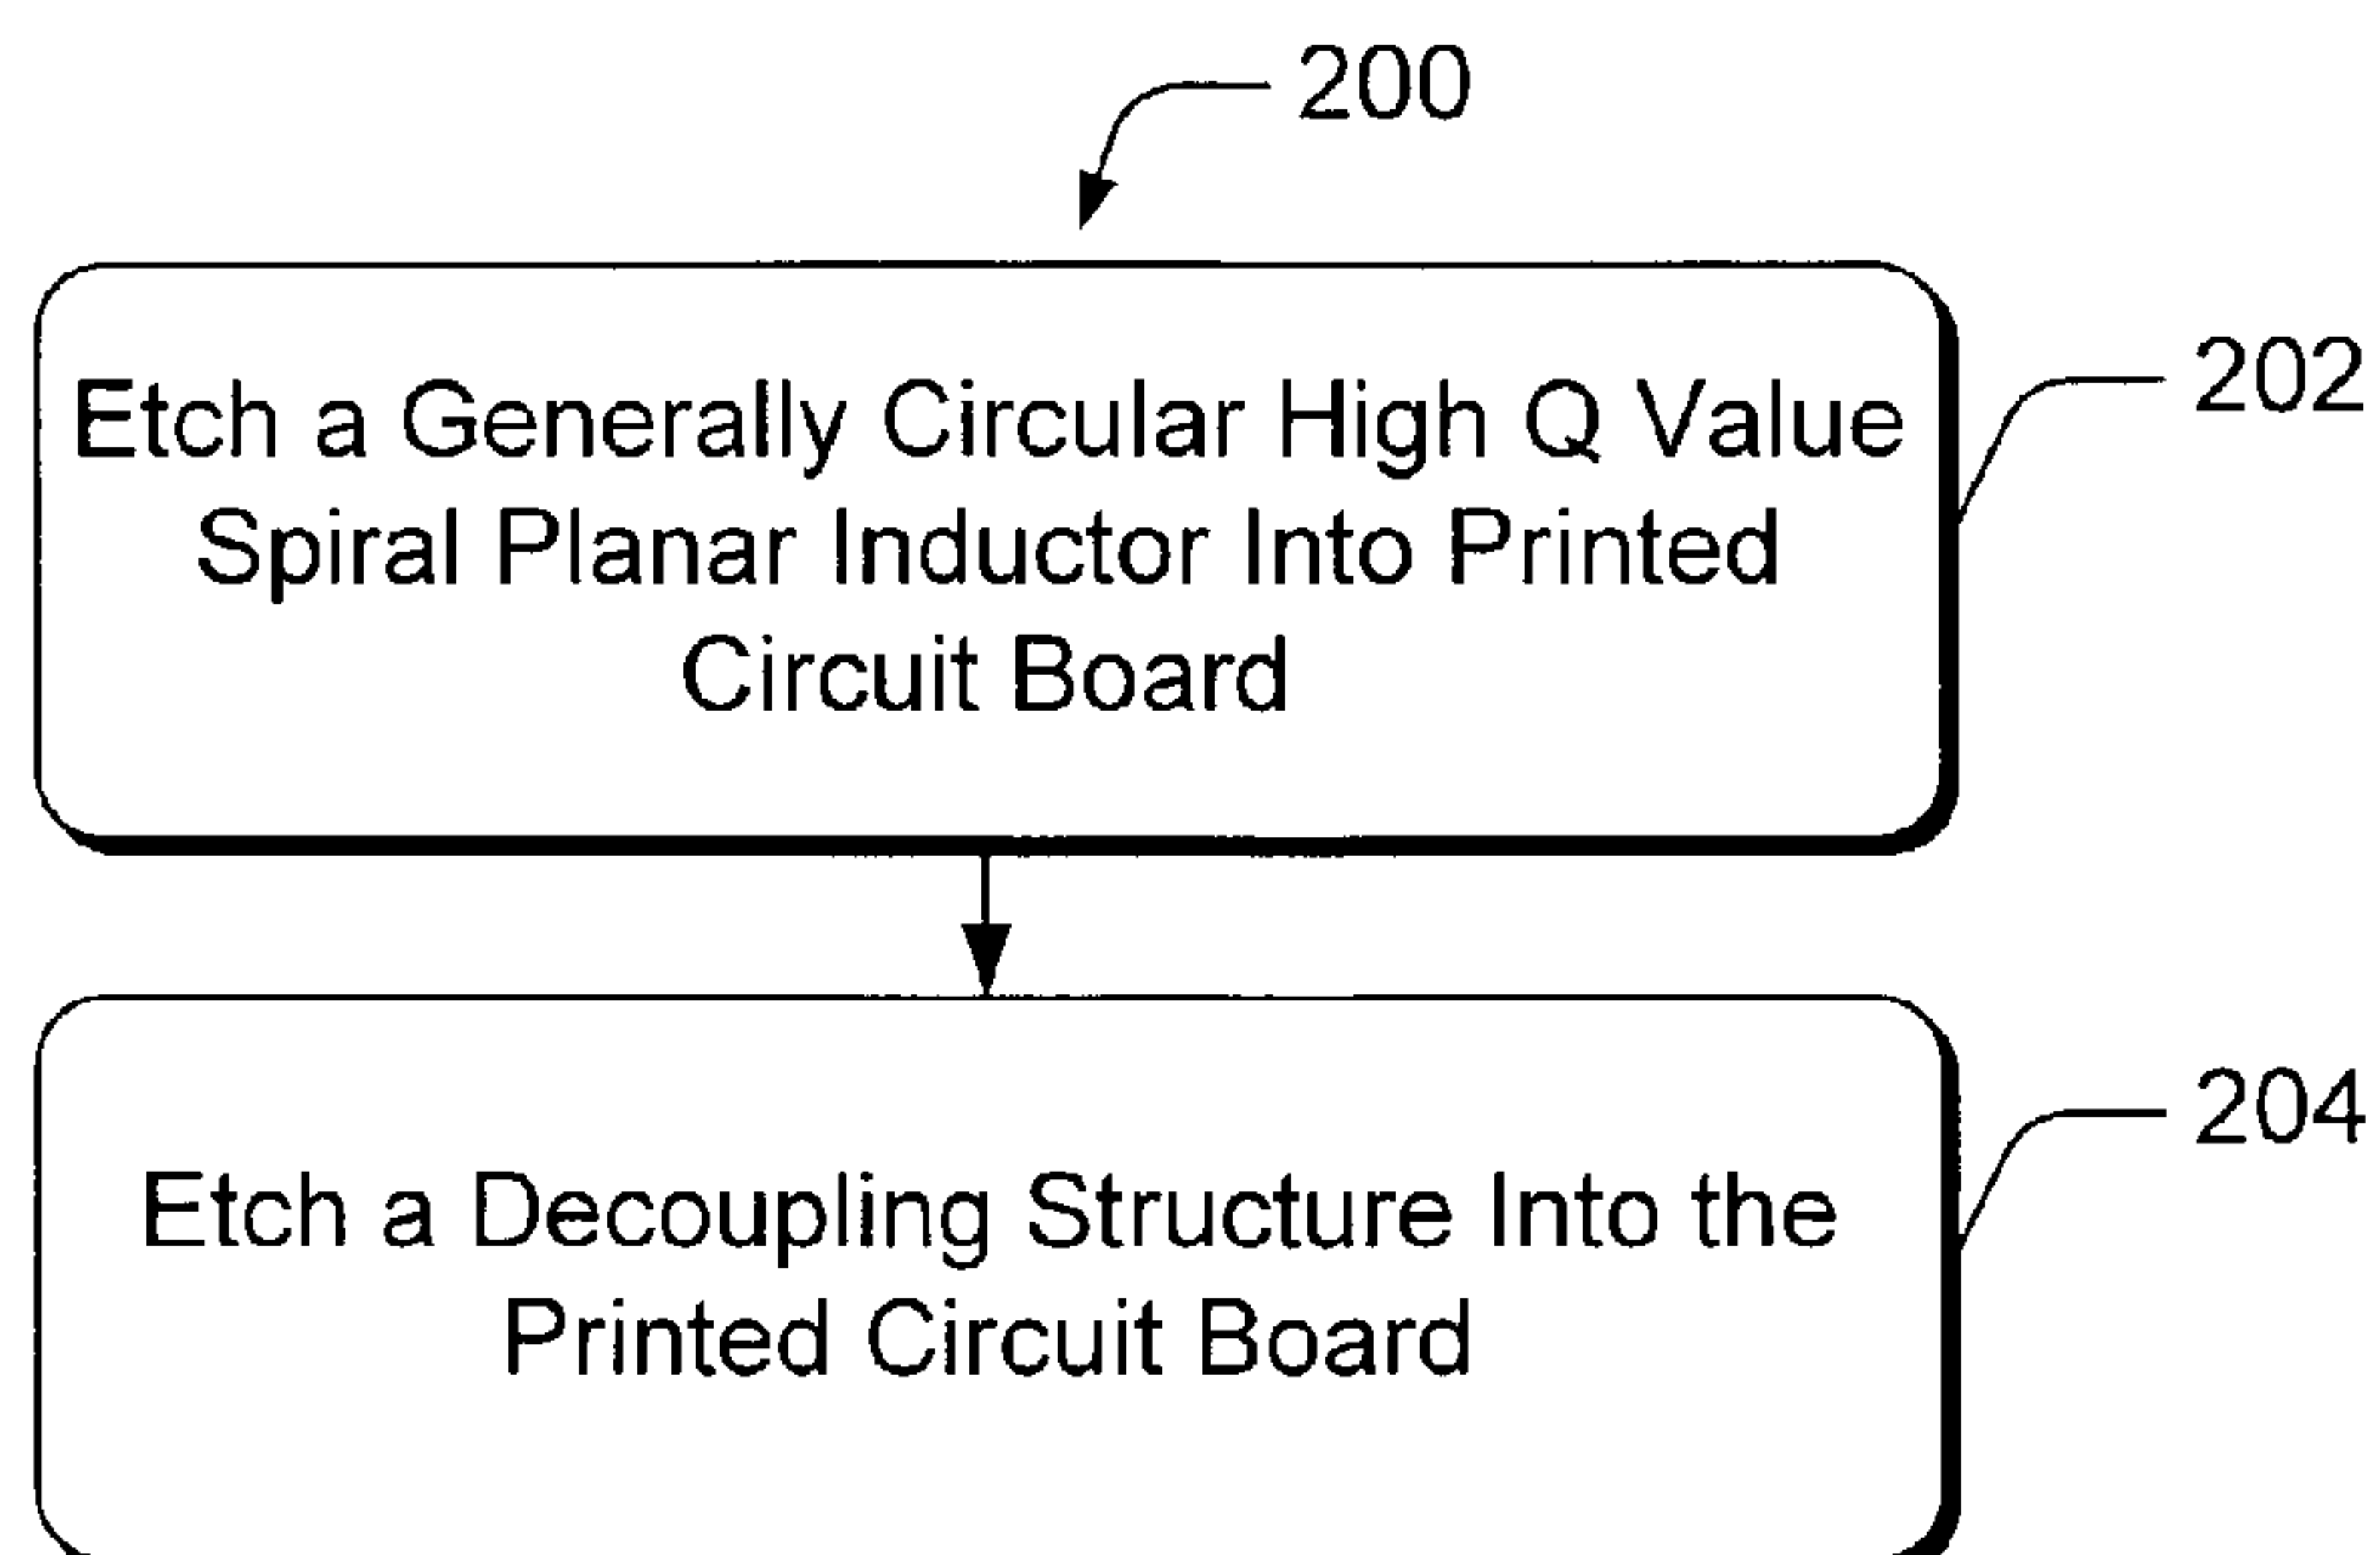 200
202
Etch a Generally Circular High Q Value
Spiral Planar Inductor Into Printed
Circuit Board
204
Etch a Decoupling Structure Into the
Printed Circuit Board